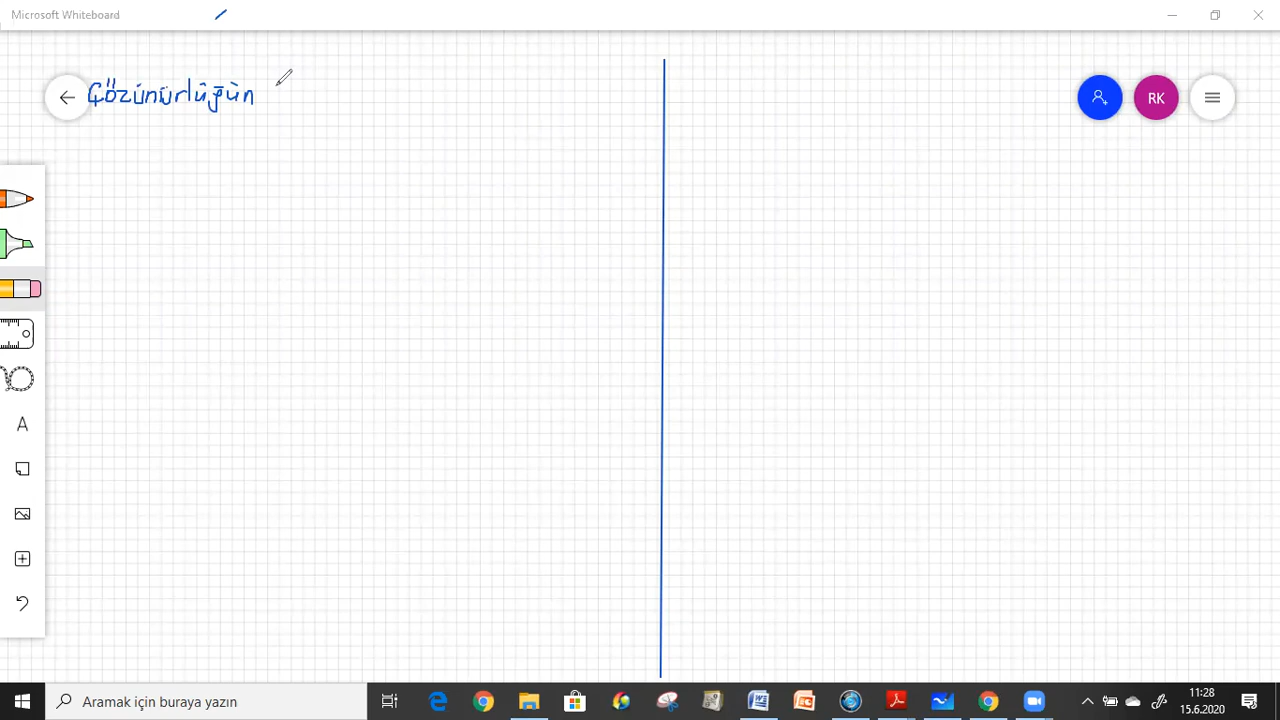 Microsoft Whiteboard
Çözünürlüğün
RK
A
Aramak için buraya yazın
11:28
15.6.2020